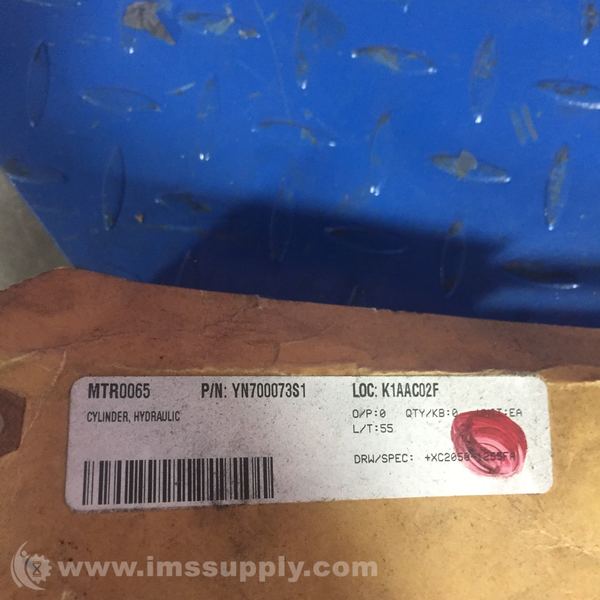 MTR0065 P/N: YN700073S1 LOC: K1AAC02F
CYLINDER, HYDRAULIC O/P:0 QTY/KB:0
L/T:55
DRW/SPEC:
www.imssupply.com